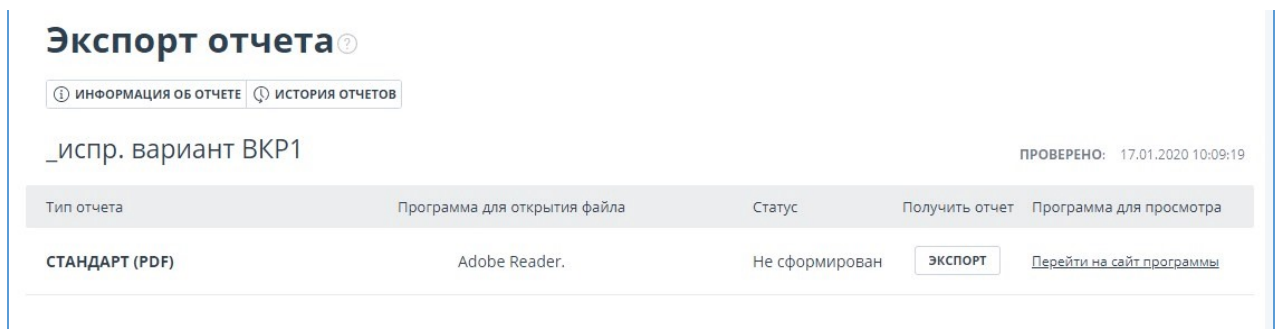 Экспорт отчета
ИНФОРМАЦИЯ ОБ ОТЧЕТЕ ИСТОРИЯ ОТЧЕТОВ
_испр. вариант ВКР1
ПРОВЕРЕНО: 17.01.2020 10:09:19
Тип отчета Программа для открытия файла Статус Получить отчет Программа для просмотра
СТАНДАРТ (PDF) Adobe Reader. Не сформирован ЭКСПОРТ Перейти на сайт программы